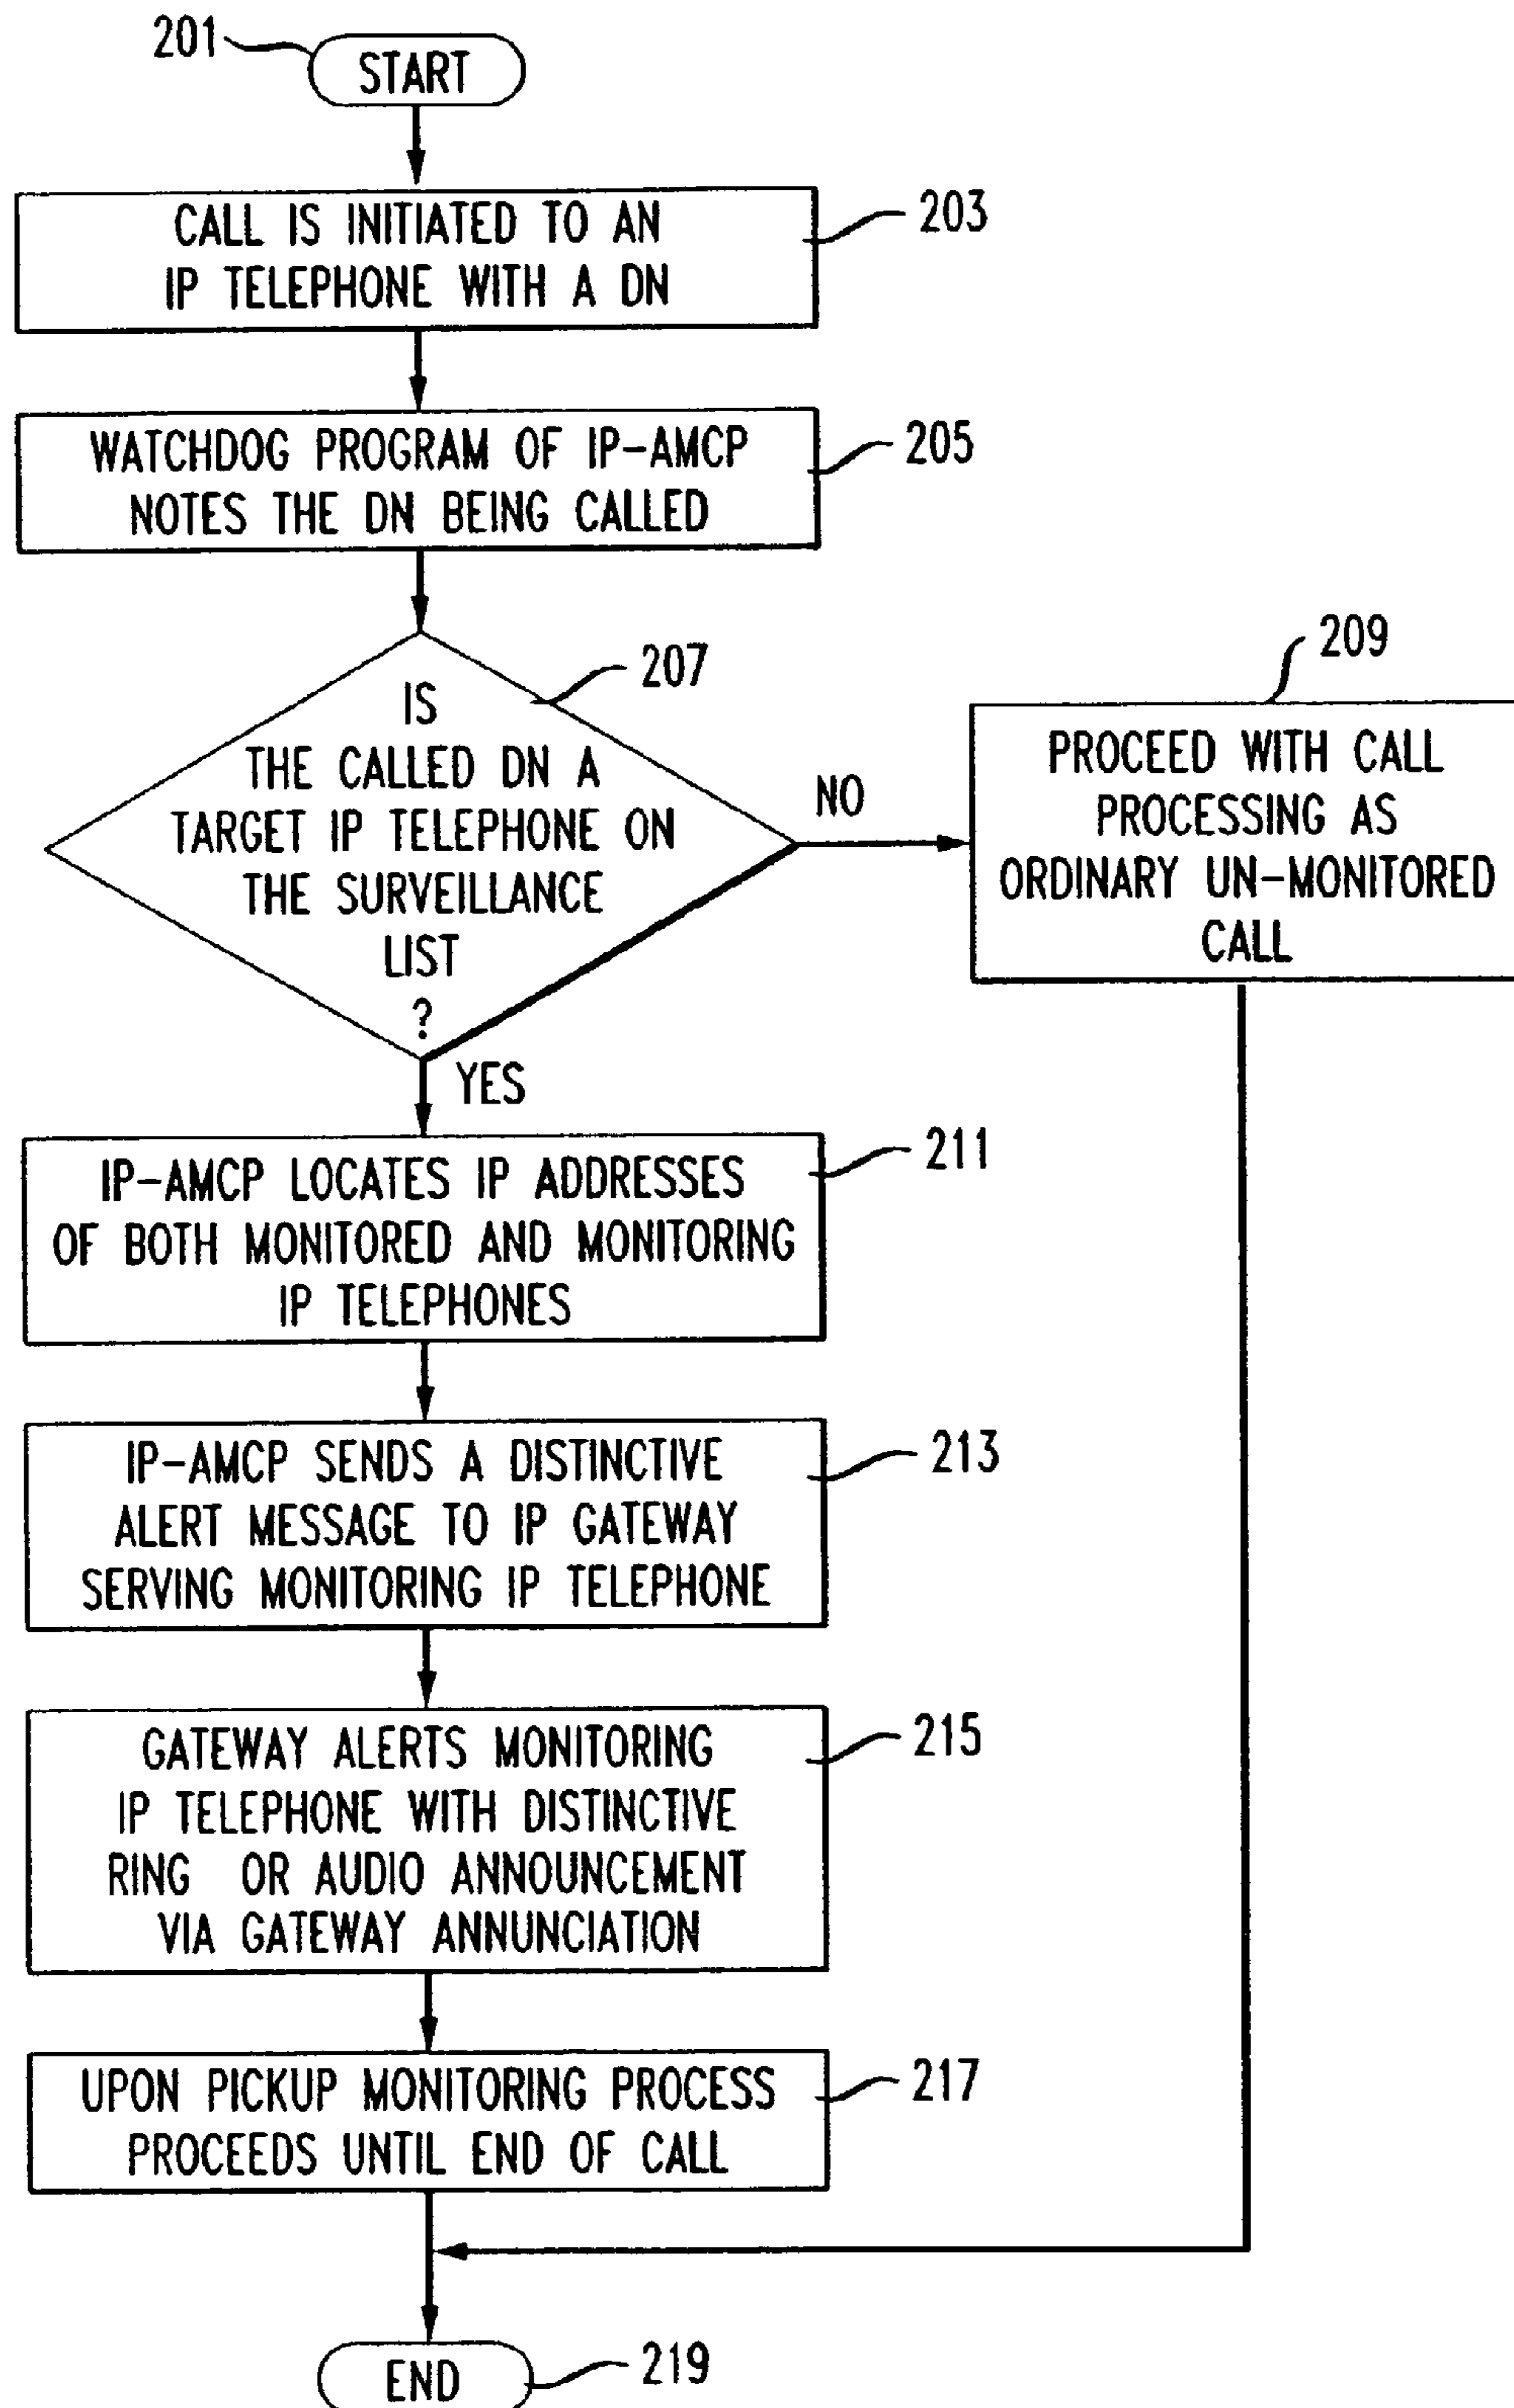 201
START
CALL IS INITIATED TO AN
IP TELEPHONE WITH A DN
203
WATCHDOG PROGRAM OF IP-AMCP
NOTES THE DN BEING CALLED
205
IS
THE CALLED DN A
TARGET IP TELEPHONE ON
THE SURVEILLANCE
LIST
?
207
NO
209
PROCEED WITH CALL
PROCESSING AS
ORDINARY UN-MONITORED
CALL
YES
IP-AMCP LOCATES IP ADDRESSES
OF BOTH MONITORED AND MONITORING
IP TELEPHONES
211
IP-AMCP SENDS A DISTINCTIVE
ALERT MESSAGE TO IP GATEWAY
SERVING MONITORING IP TELEPHONE
213
GATEWAY ALERTS MONITORING
IP TELEPHONE WITH DISTINCTIVE
RING OR AUDIO ANNOUNCEMENT
VIA GATEWAY ANNUNCIATION
215
UPON PICKUP MONITORING PROCESS
PROCEEDS UNTIL END OF CALL
217
END
219